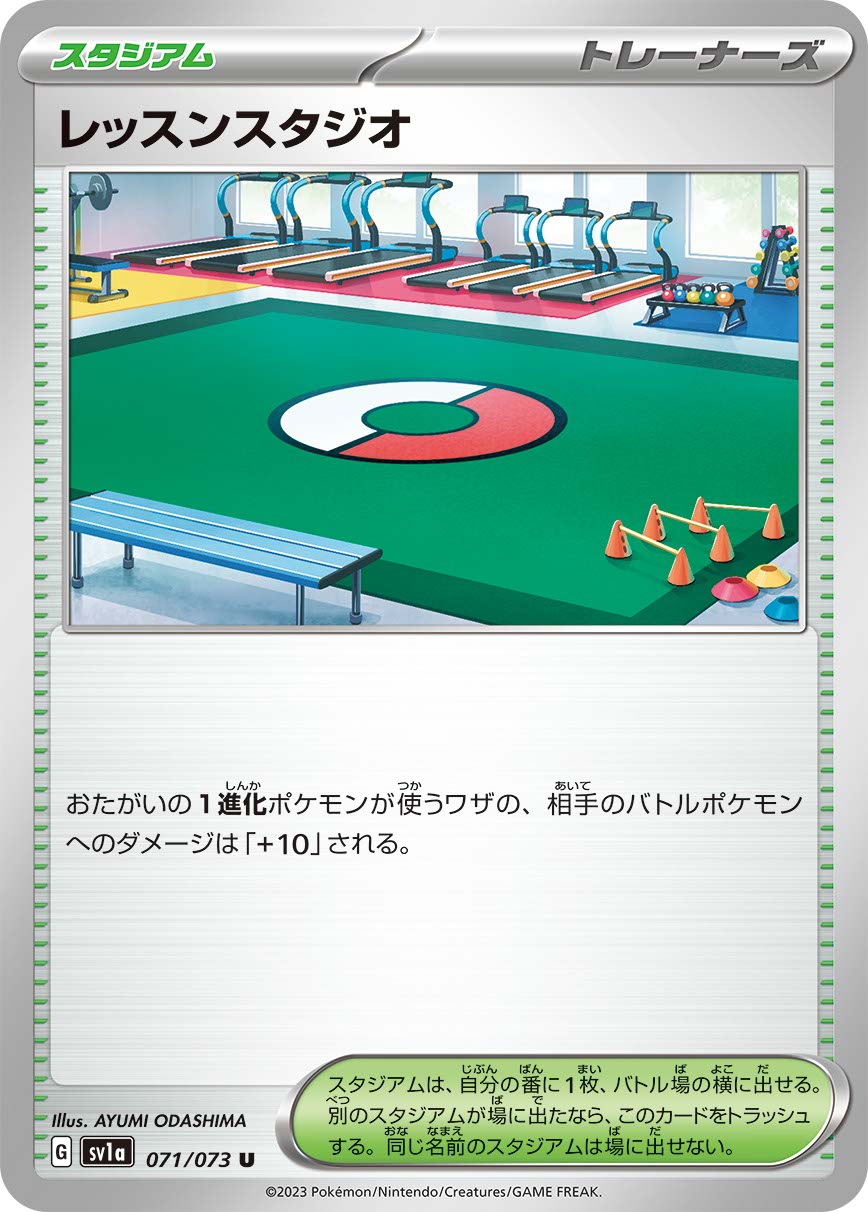 スタジアム トレーナーズ
レッスンスタジオ
おたがいの1進化ポケモンが使うワザの、相手のバトルポケモン
へのダメージは「+10」される。
スタジアムは、自分の番に1枚、バトル場の横に出せる。
別のスタジアムが場に出たなら、このカードをトラッシュ
する。同じ名前のスタジアムは場に出せない。
Illus. AYUMI ODASHIMA
G sv1a 071/073 U
©2023 Pokémon/Nintendo/Creatures/GAME FREAK.